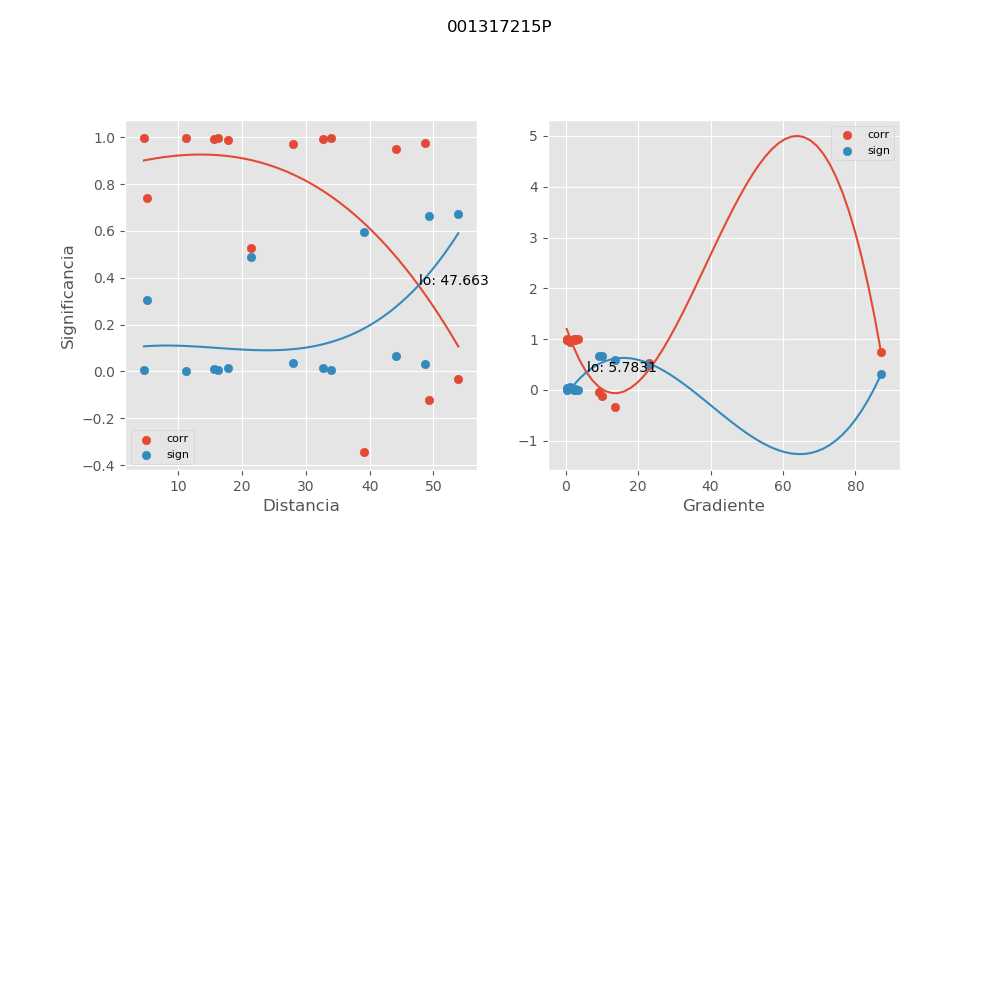 001317215P
1.0
0.8
0.6
0.4
0.2
0.0
−0.2
−0.4
Significancia
lo: 47.663
corr
sign
10 20 30 40 50
Distancia
5
4
3
2
1
0
−1
lo: 5.7831
corr
sign
0 20 40 60 80
Gradiente